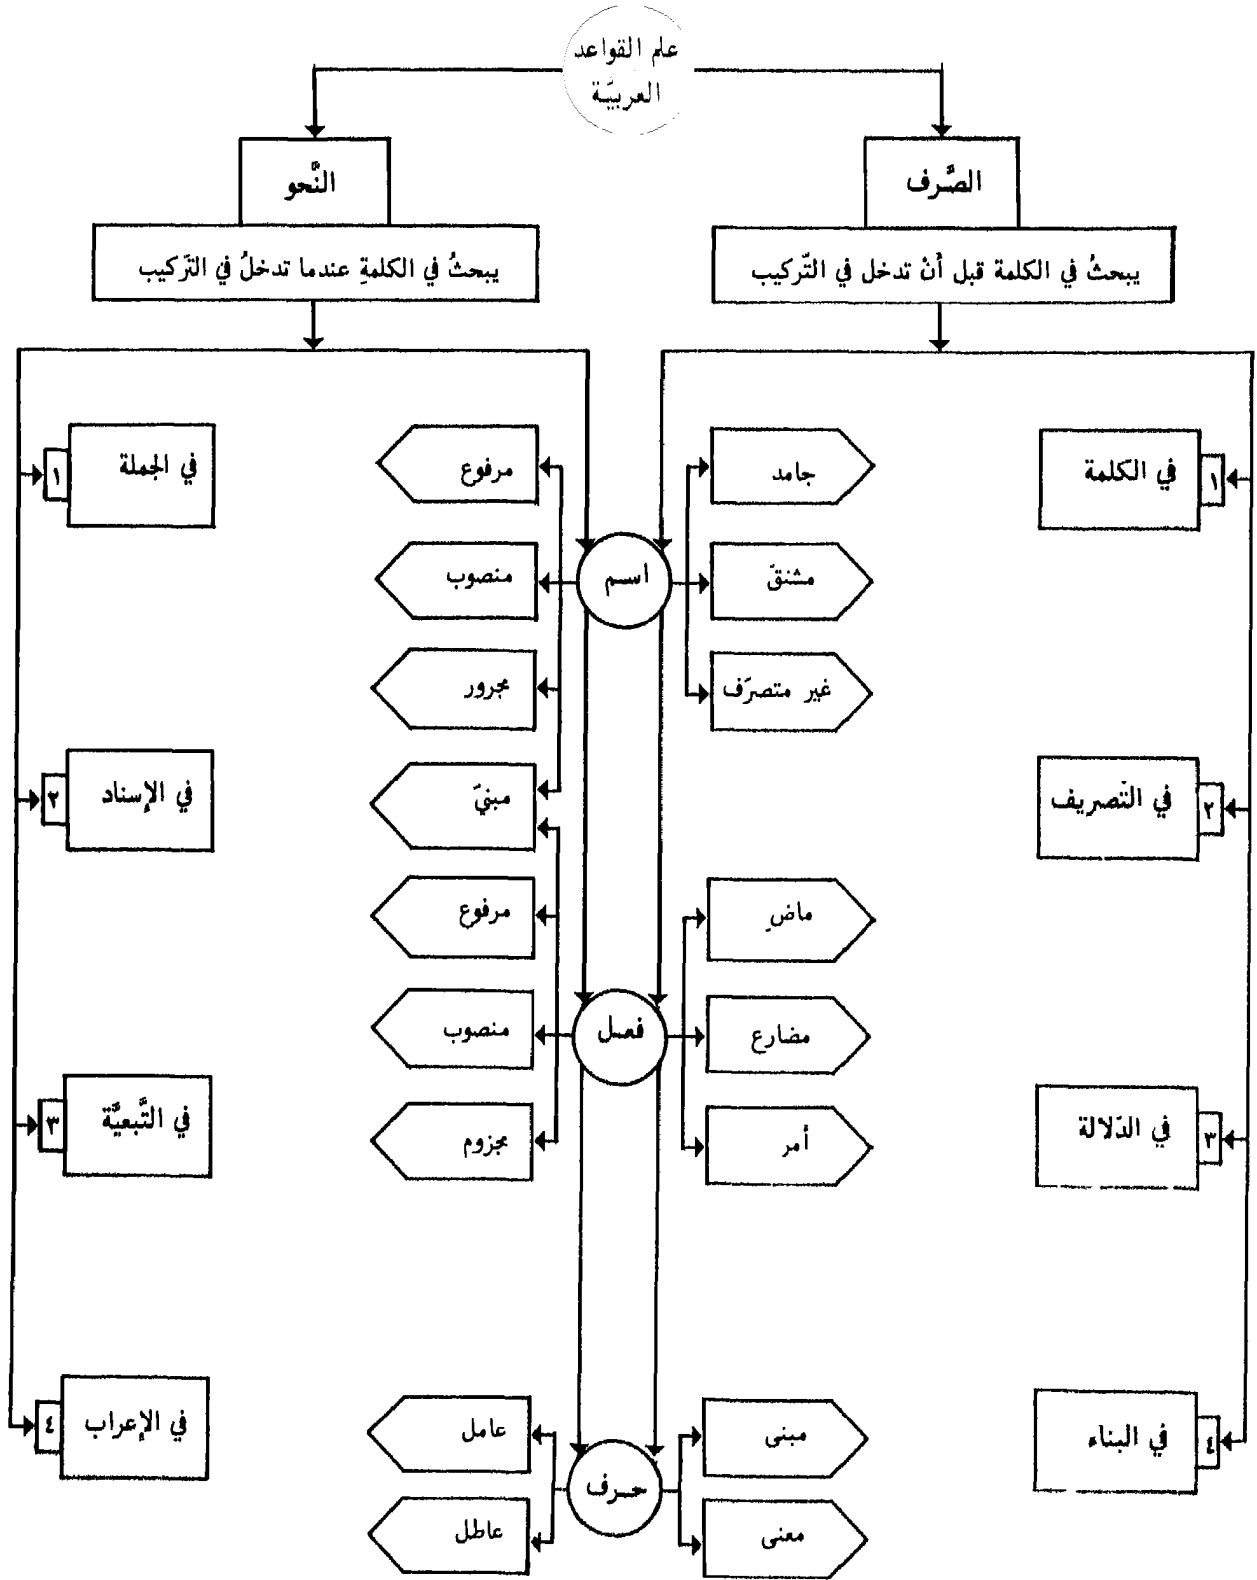 علم القواعد
العربيَّة
الصَّرف
يبحثُ في الكلمة قبل أنْ تدخل في التّركيب
النَّحو
يبحثُ في الكلمةِ عندما تدخلُ في التّركيب
١ في الكلمة
٢ في التّصريف
٣ في الدّلالة
٤ في البناء
اسم
جامد
مشتقّ
غير متصرّف
مرفوع
منصوب
مجرور
مبنيّ
فعل
ماضٍ
مضارع
أمر
مرفوع
منصوب
مجزوم
حرف
مبنى
معنى
عامل
عاطل
١ في الجملة
٢ في الإسناد
٣ في التَّبعيَّة
٤ في الإعراب